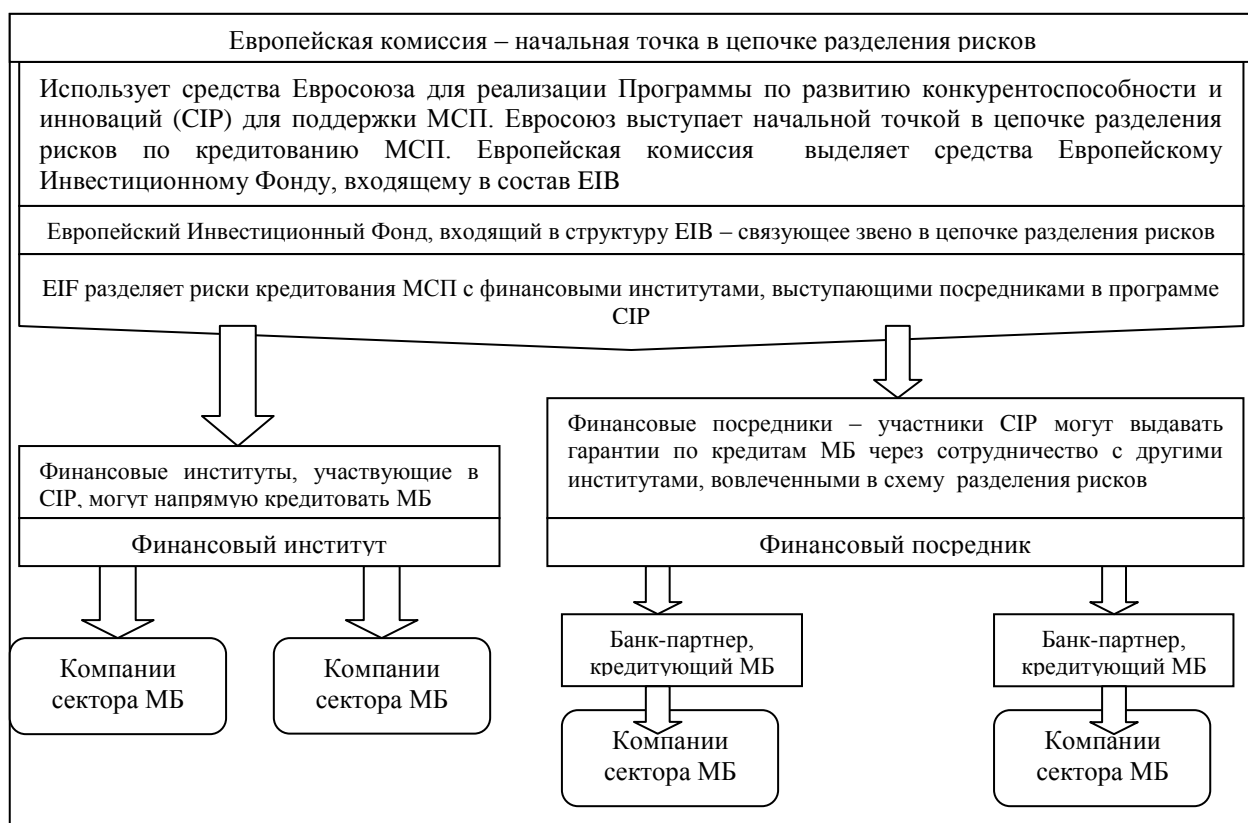 Европейская комиссия – начальная точка в цепочке разделения рисков
Использует средства Евросоюза для реализации Программы по развитию конкурентоспособности и
инноваций (CIP) для поддержки МСП. Евросоюз выступает начальной точкой в цепочке разделения
рисков по кредитованию МСП. Европейская комиссия выделяет средства Европейскому
Инвестиционному Фонду, входящему в состав EIB
Европейский Инвестиционный Фонд, входящий в структуру EIB – связующее звено в цепочке разделения рисков
EIF разделяет риски кредитования МСП с финансовыми институтами, выступающими посредниками в программе
CIP
Финансовые институты, участвующие в
CIP, могут напрямую кредитовать МБ
Финансовый институт
Компании
сектора МБ
Компании
сектора МБ
Финансовые посредники – участники CIP могут выдавать
гарантии по кредитам МБ через сотрудничество с другими
институтами, вовлеченными в схему разделения рисков
Финансовый посредник
Банк-партнер,
кредитующий МБ
Банк-партнер,
кредитующий МБ
Компании
сектора МБ
Компании
сектора МБ